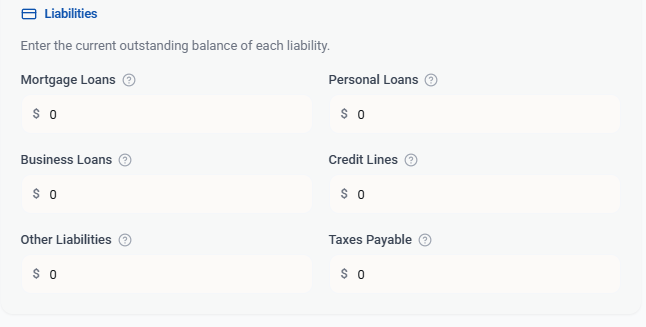 Liabilities
Enter the current outstanding balance of each liability.
Mortgage Loans ?
Personal Loans ?
$ 0
$ 0
Business Loans ?
Credit Lines ?
$ 0
$ 0
Other Liabilities ?
Taxes Payable ?
$ 0
$ 0